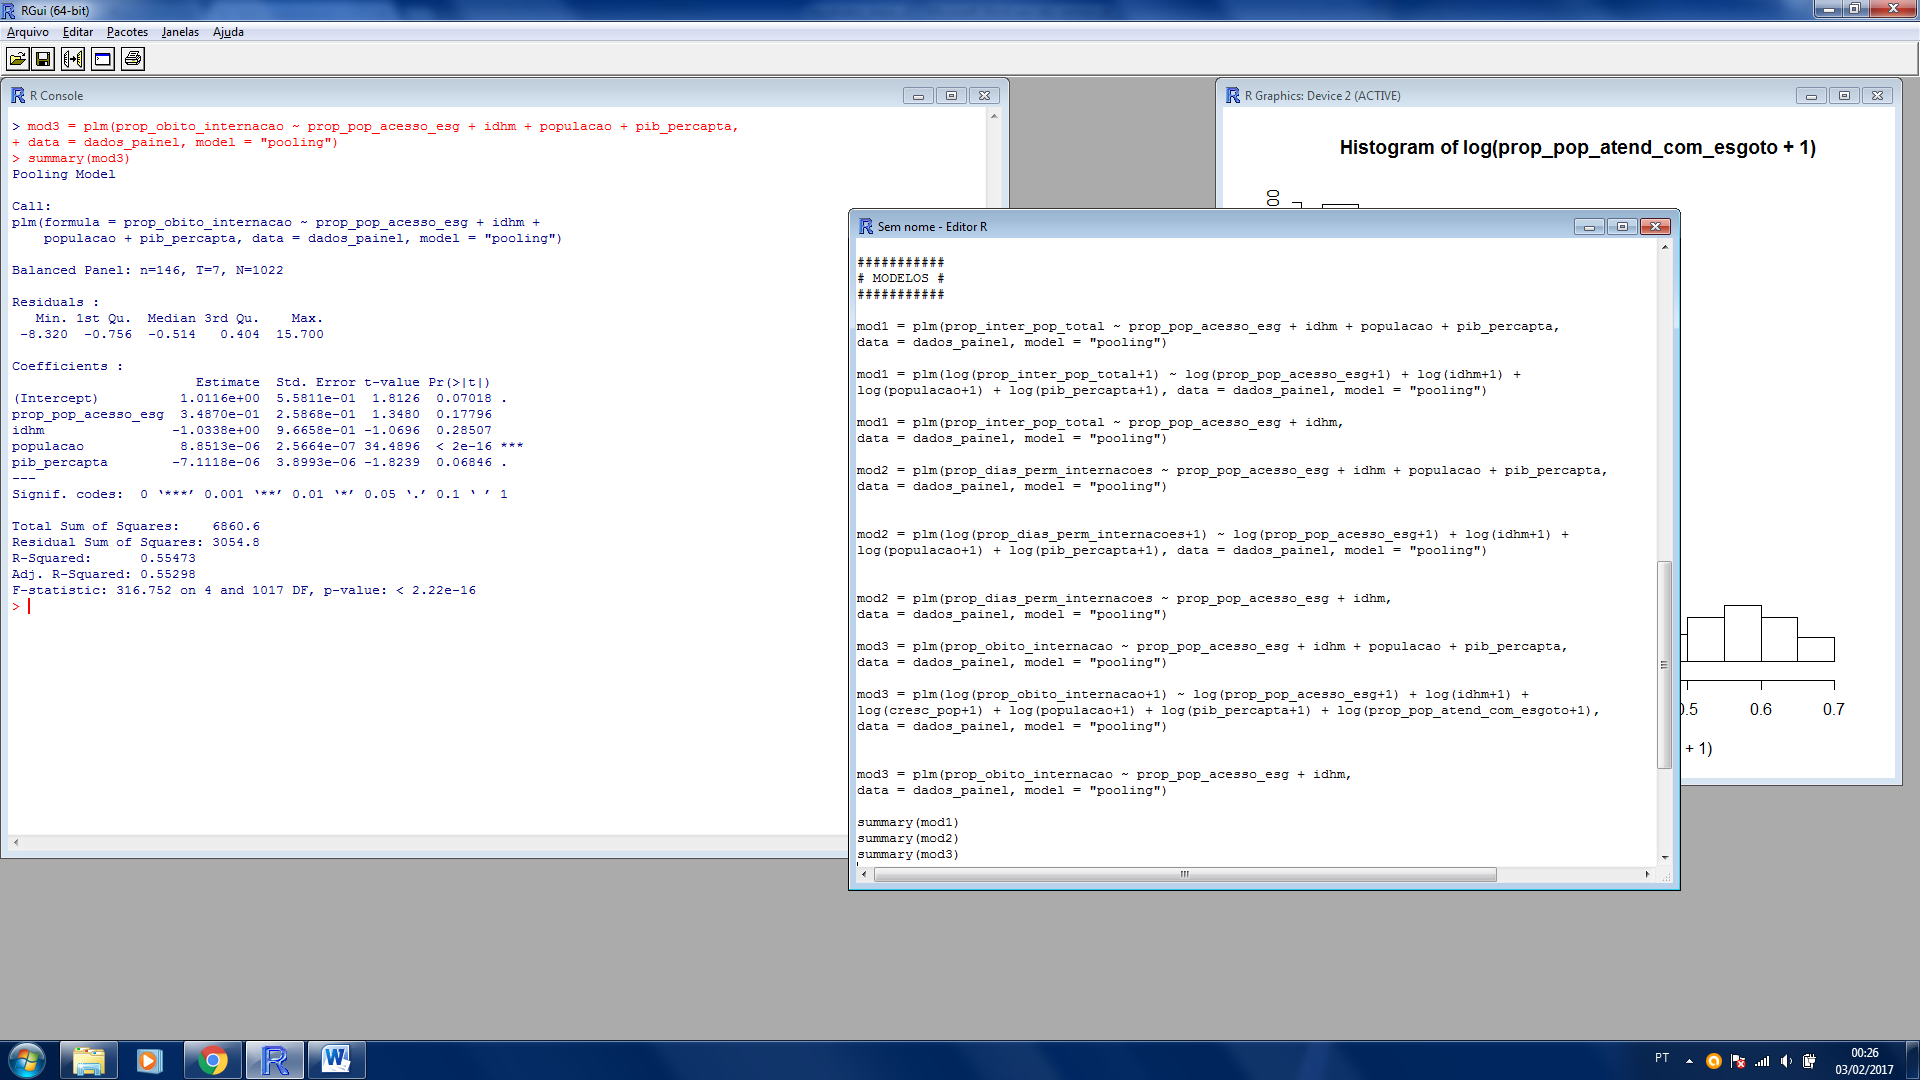 RGui (64-bit)
Arquivo Editar Pacotes Janelas Ajuda
R Console
> mod3 = plm(prop_obito_internacao ~ prop_pop_acesso_esg + idhm + populacao + pib_percapta,
+ data = dados_painel, model = "pooling")
> summary(mod3)
Pooling Model
Call:
plm(formula = prop_obito_internacao ~ prop_pop_acesso_esg + idhm +
populacao + pib_percapta, data = dados_painel, model = "pooling")
Balanced Panel: n=146, T=7, N=1022
Residuals :
Min. 1st Qu. Median 3rd Qu. Max.
-8.320 -0.756 -0.514 0.404 15.700
Coefficients :
Estimate Std. Error t-value Pr(>|t|)
(Intercept) 1.0116e+00 5.5811e-01 1.8126 0.07018 .
prop_pop_acesso_esg 3.4870e-01 2.5868e-01 1.3480 0.17796
idhm -1.0338e+00 9.6658e-01 -1.0696 0.28507
populacao 8.8513e-06 2.5664e-07 34.4896 < 2e-16 ***
pib_percapta -7.1118e-06 3.8993e-06 -1.8239 0.06846 .
---
Signif. codes: 0 ‘***’ 0.001 ‘**’ 0.01 ‘*’ 0.05 ‘.’ 0.1 ‘ ’ 1
Total Sum of Squares: 6860.6
Residual Sum of Squares: 3054.8
R-Squared: 0.55473
Adj. R-Squared: 0.55298
F-statistic: 316.752 on 4 and 1017 DF, p-value: < 2.22e-16
>
R Graphics: Device 2 (ACTIVE)
Histogram of log(prop_pop_atend_com_esgoto + 1)
00
0.5 0.6 0.7
+ 1)
Sem nome - Editor R
###########
# MODELOS #
###########
mod1 = plm(prop_inter_pop_total ~ prop_pop_acesso_esg + idhm + populacao + pib_percapta,
data = dados_painel, model = "pooling")
mod1 = plm(log(prop_inter_pop_total+1) ~ log(prop_pop_acesso_esg+1) + log(idhm+1) +
log(populacao+1) + log(pib_percapta+1), data = dados_painel, model = "pooling")
mod1 = plm(prop_inter_pop_total ~ prop_pop_acesso_esg + idhm,
data = dados_painel, model = "pooling")
mod2 = plm(prop_dias_perm_internacoes ~ prop_pop_acesso_esg + idhm + populacao + pib_percapta,
data = dados_painel, model = "pooling")
mod2 = plm(log(prop_dias_perm_internacoes+1) ~ log(prop_pop_acesso_esg+1) + log(idhm+1) +
log(populacao+1) + log(pib_percapta+1), data = dados_painel, model = "pooling")
mod2 = plm(prop_dias_perm_internacoes ~ prop_pop_acesso_esg + idhm,
data = dados_painel, model = "pooling")
mod3 = plm(prop_obito_internacao ~ prop_pop_acesso_esg + idhm + populacao + pib_percapta,
data = dados_painel, model = "pooling")
mod3 = plm(log(prop_obito_internacao+1) ~ log(prop_pop_acesso_esg+1) + log(idhm+1) +
log(cresc_pop+1) + log(populacao+1) + log(pib_percapta+1) + log(prop_pop_atend_com_esgoto+1),
data = dados_painel, model = "pooling")
mod3 = plm(prop_obito_internacao ~ prop_pop_acesso_esg + idhm,
data = dados_painel, model = "pooling")
summary(mod1)
summary(mod2)
summary(mod3)
PT
00:26
03/02/2017